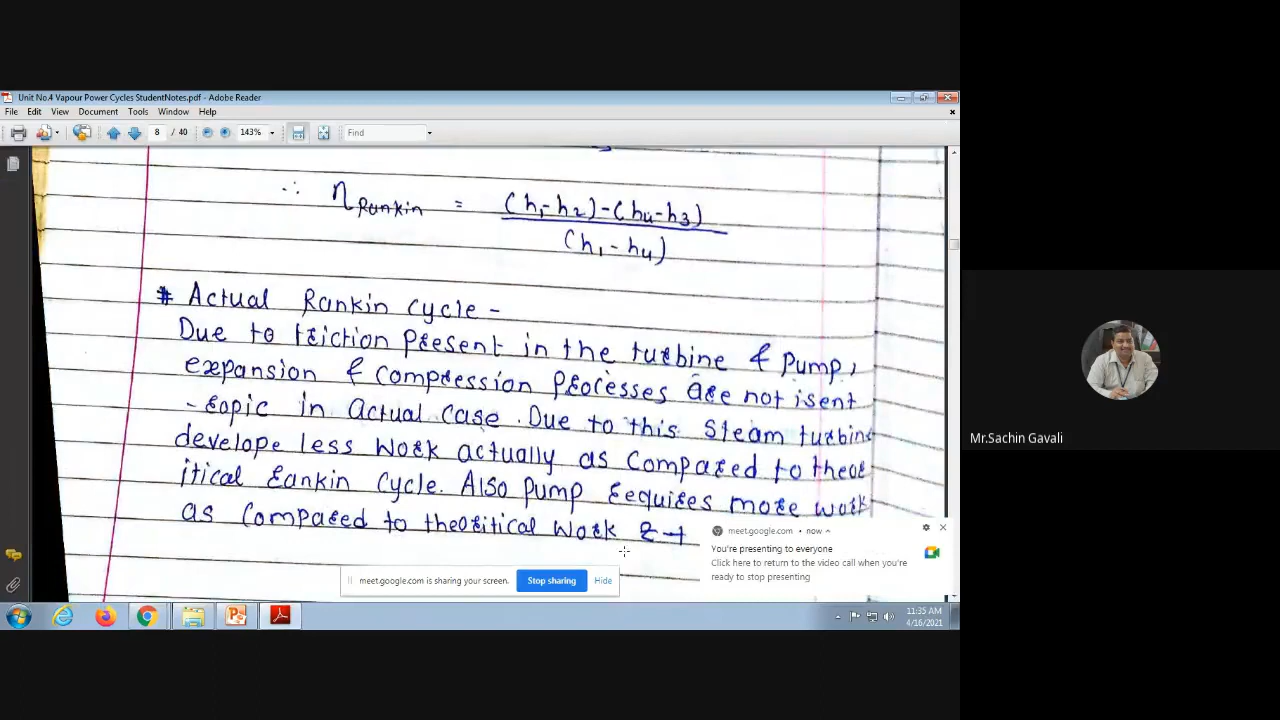 Unit No.4 Vapour Power Cycles StudentNotes.pdf - Adobe Reader
File Edit View Document Tools Window Help
8 / 40 143% Find
∴ ηRankin = (h1-h2)-(h4-h3)
(h1-h4)
* Actual Rankin cycle -
Due to friction present in the turbine & pump,
expansion & compression processes are not isent
-ropic in actual case. Due to this steam turbine
develope less work actually as compared to theor
itical rankin cycle. Also pump requires more work
as compared to theoritical work
meet.google.com • now
You're presenting to everyone
Click here to return to the video call when you're
ready to stop presenting
meet.google.com is sharing your screen. Stop sharing Hide
11:35 AM
4/16/2021
Mr.Sachin Gavali